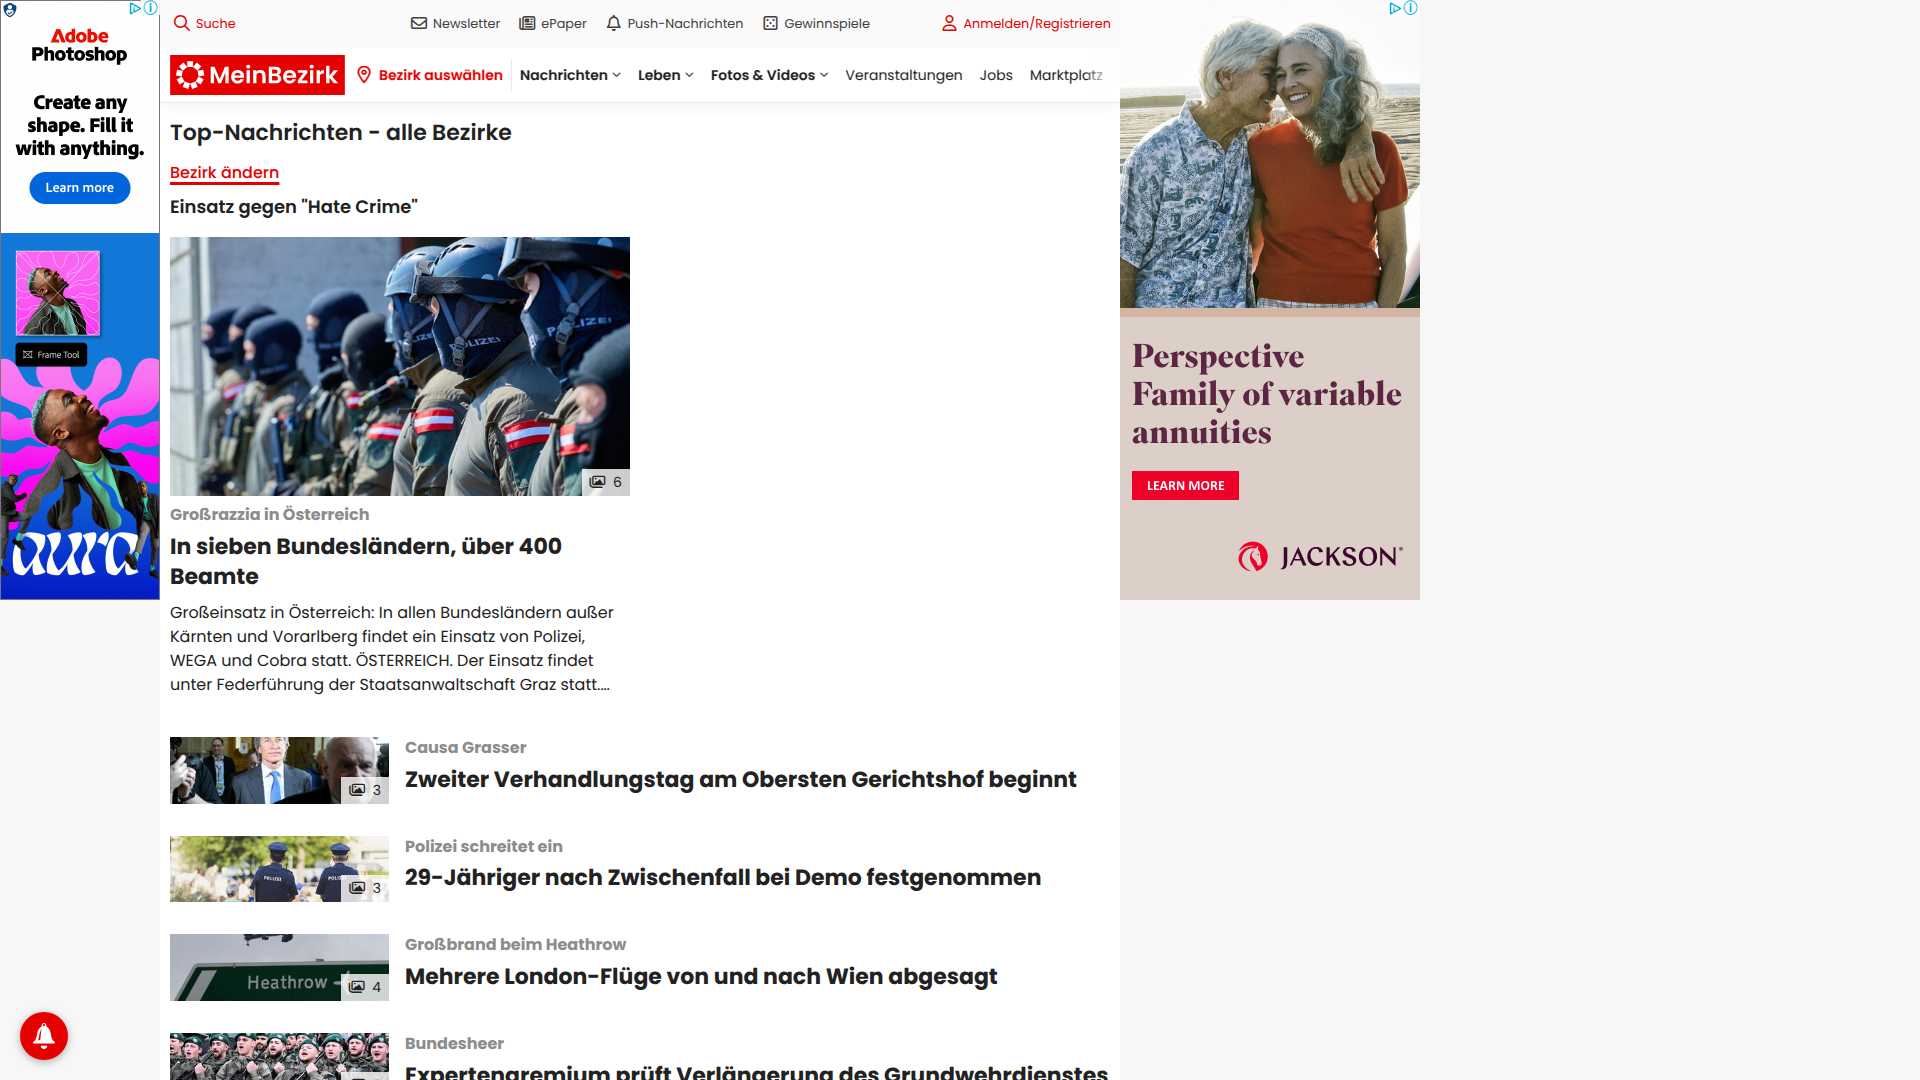 Adobe
Photoshop
Create any
shape. Fill it
with anything.
Learn more
Frame Tool
aura
Suche
Newsletter
ePaper
Push-Nachrichten
Gewinnspiele
Anmelden/Registrieren
MeinBezirk
Bezirk auswählen
Nachrichten
Leben
Fotos & Videos
Veranstaltungen
Jobs
Marktplatz
Top-Nachrichten - alle Bezirke
Bezirk ändern
Einsatz gegen "Hate Crime"
POLIZEI
POLIZEI
6
Großrazzia in Österreich
In sieben Bundesländern, über 400
Beamte
Großeinsatz in Österreich: In allen Bundesländern außer
Kärnten und Vorarlberg findet ein Einsatz von Polizei,
WEGA und Cobra statt. ÖSTERREICH. Der Einsatz findet
unter Federführung der Staatsanwaltschaft Graz statt....
3
Causa Grasser
Zweiter Verhandlungstag am Obersten Gerichtshof beginnt
3
Polizei schreitet ein
29-Jähriger nach Zwischenfall bei Demo festgenommen
Heathrow
4
Großbrand beim Heathrow
Mehrere London-Flüge von und nach Wien abgesagt
Bundesheer
Expertengremium prüft Verlängerung des Grundwehrdienstes
Perspective
Family of variable
annuities
LEARN MORE
JACKSON®